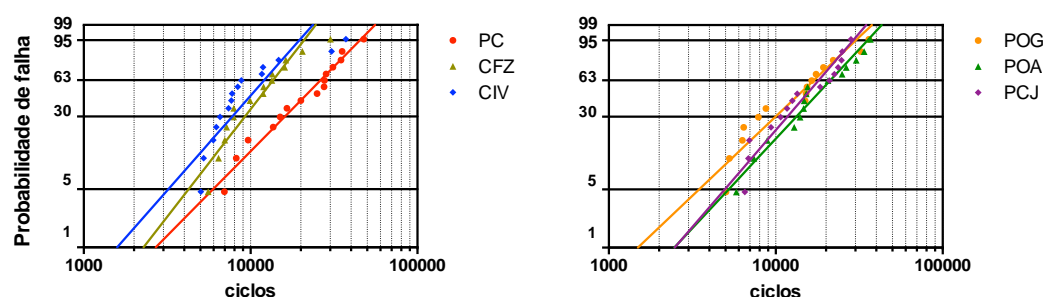 Probabilidade de falha
99
95
63
30
5
1
1000
10000
100000
ciclos
PC
CFZ
CIV
99
95
63
30
5
1
1000
10000
100000
ciclos
POG
POA
PCJ